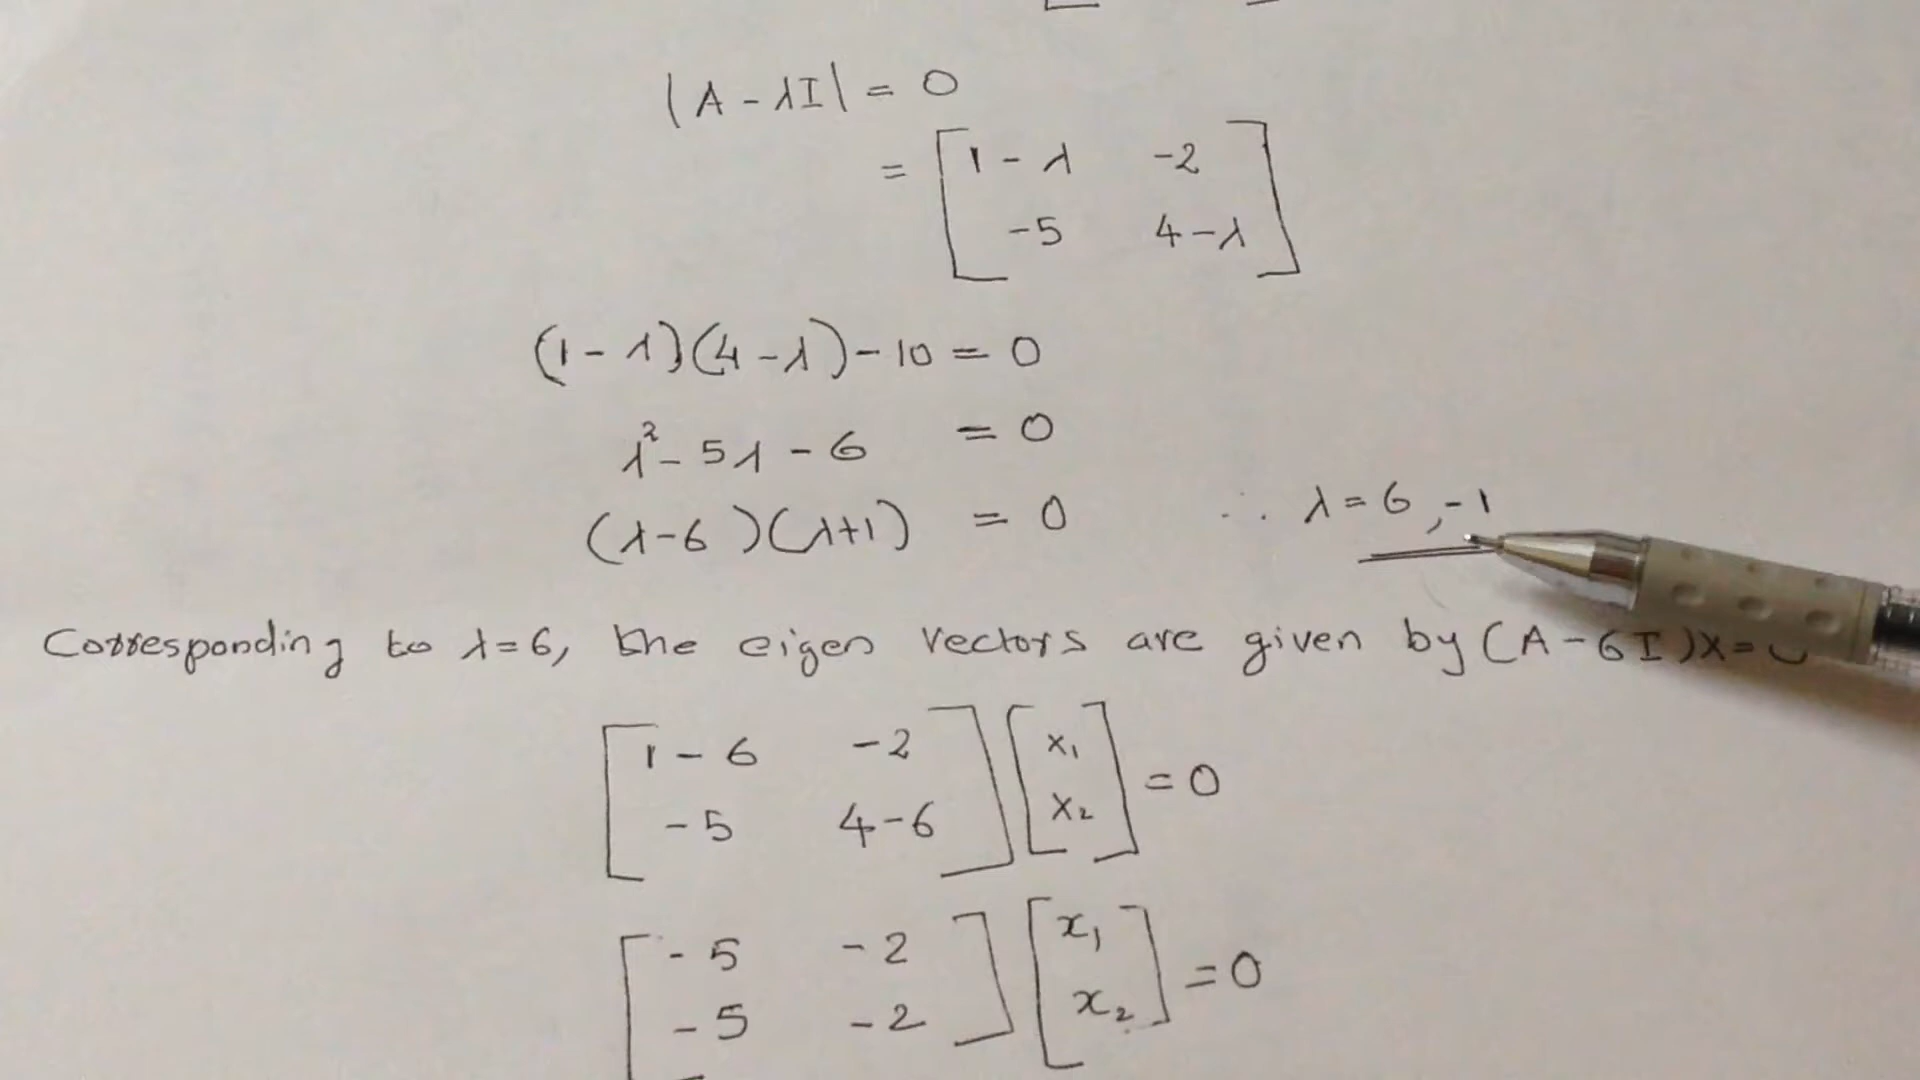 |A - λI| = 0
= [ 1 - λ  -2
-5  4 - λ ]
(1 - λ)(4 - λ) - 10 = 0
λ² - 5λ - 6 = 0
(λ - 6)(λ + 1) = 0 ∴ λ = 6, -1
Corresponding to λ = 6, the eigen vectors are given by (A - 6I)X = 0
[ 1 - 6  -2 ] [ x₁ ] = 0
[ -5  4 - 6 ] [ x₂ ]
[ -5  -2 ] [ x₁ ] = 0
[ -5  -2 ] [ x₂ ]